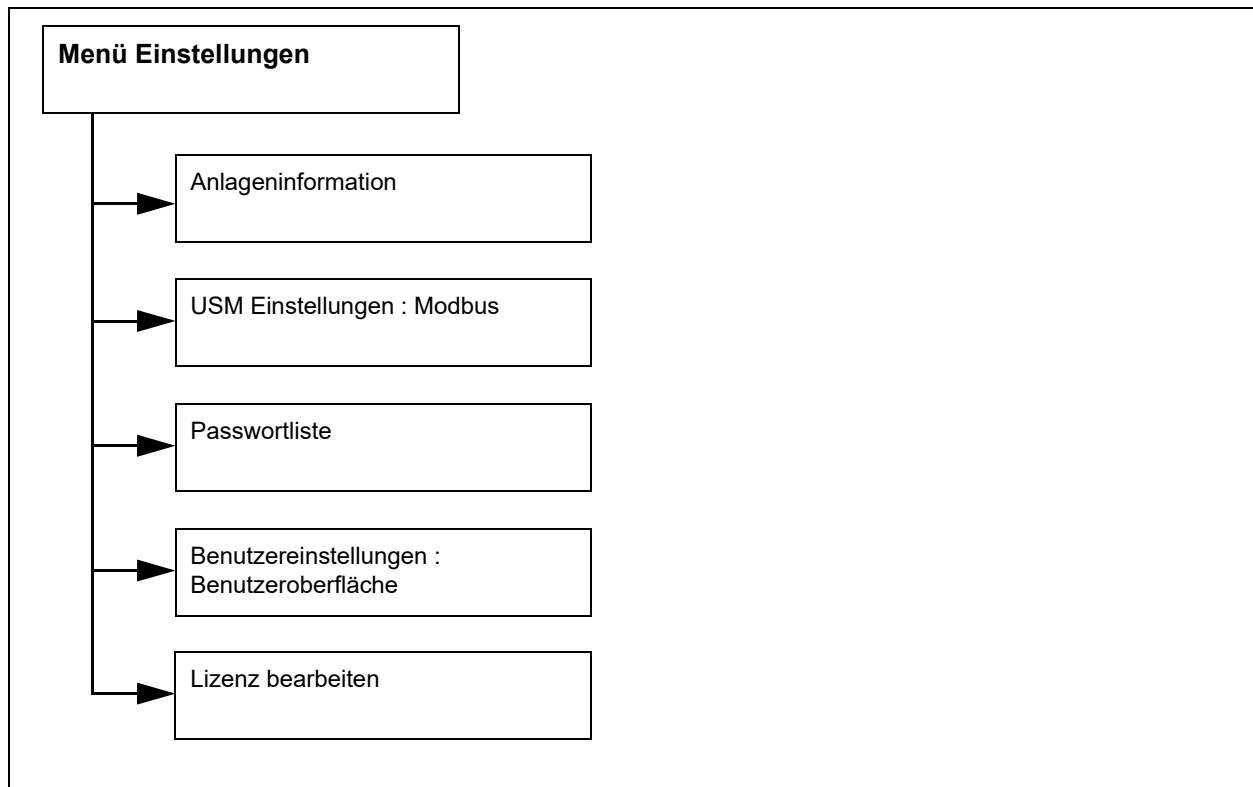 Menü Einstellungen
Anlageninformation
USM Einstellungen : Modbus
Passwortliste
Benutzereinstellungen :
Benutzeroberfläche
Lizenz bearbeiten